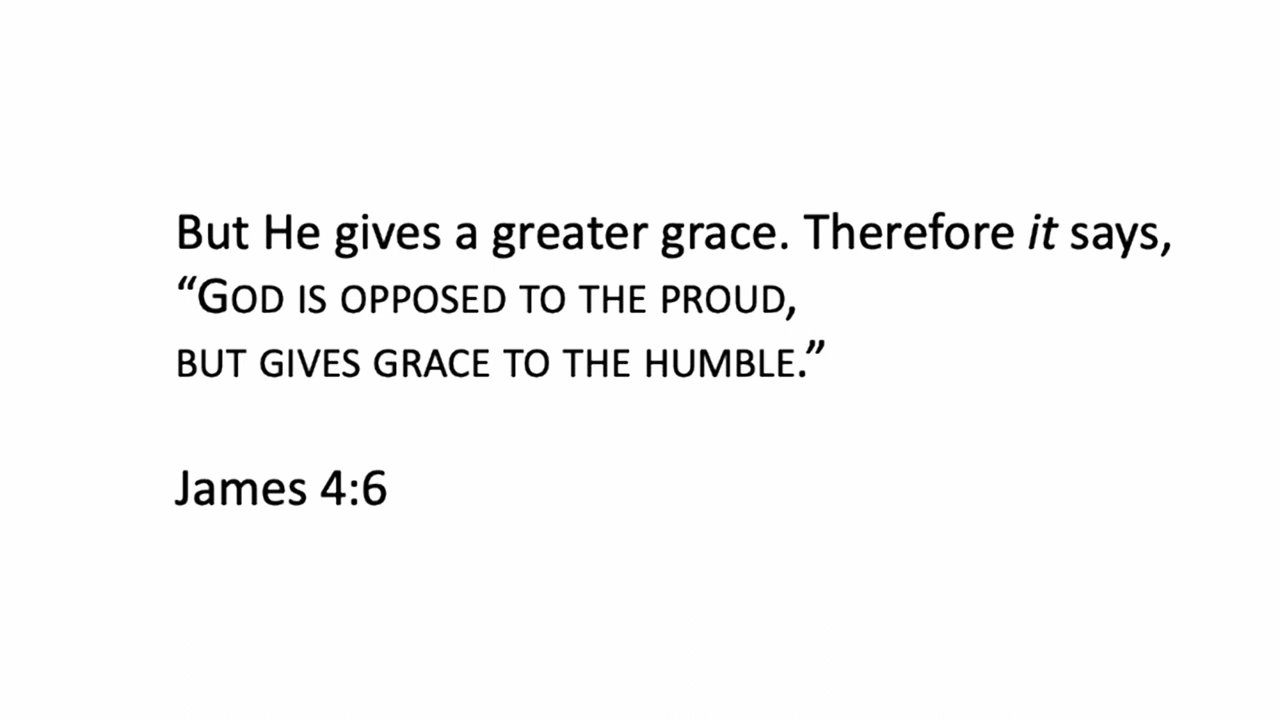 But He gives a greater grace. Therefore it says,
“GOD IS OPPOSED TO THE PROUD,
BUT GIVES GRACE TO THE HUMBLE.”
James 4:6